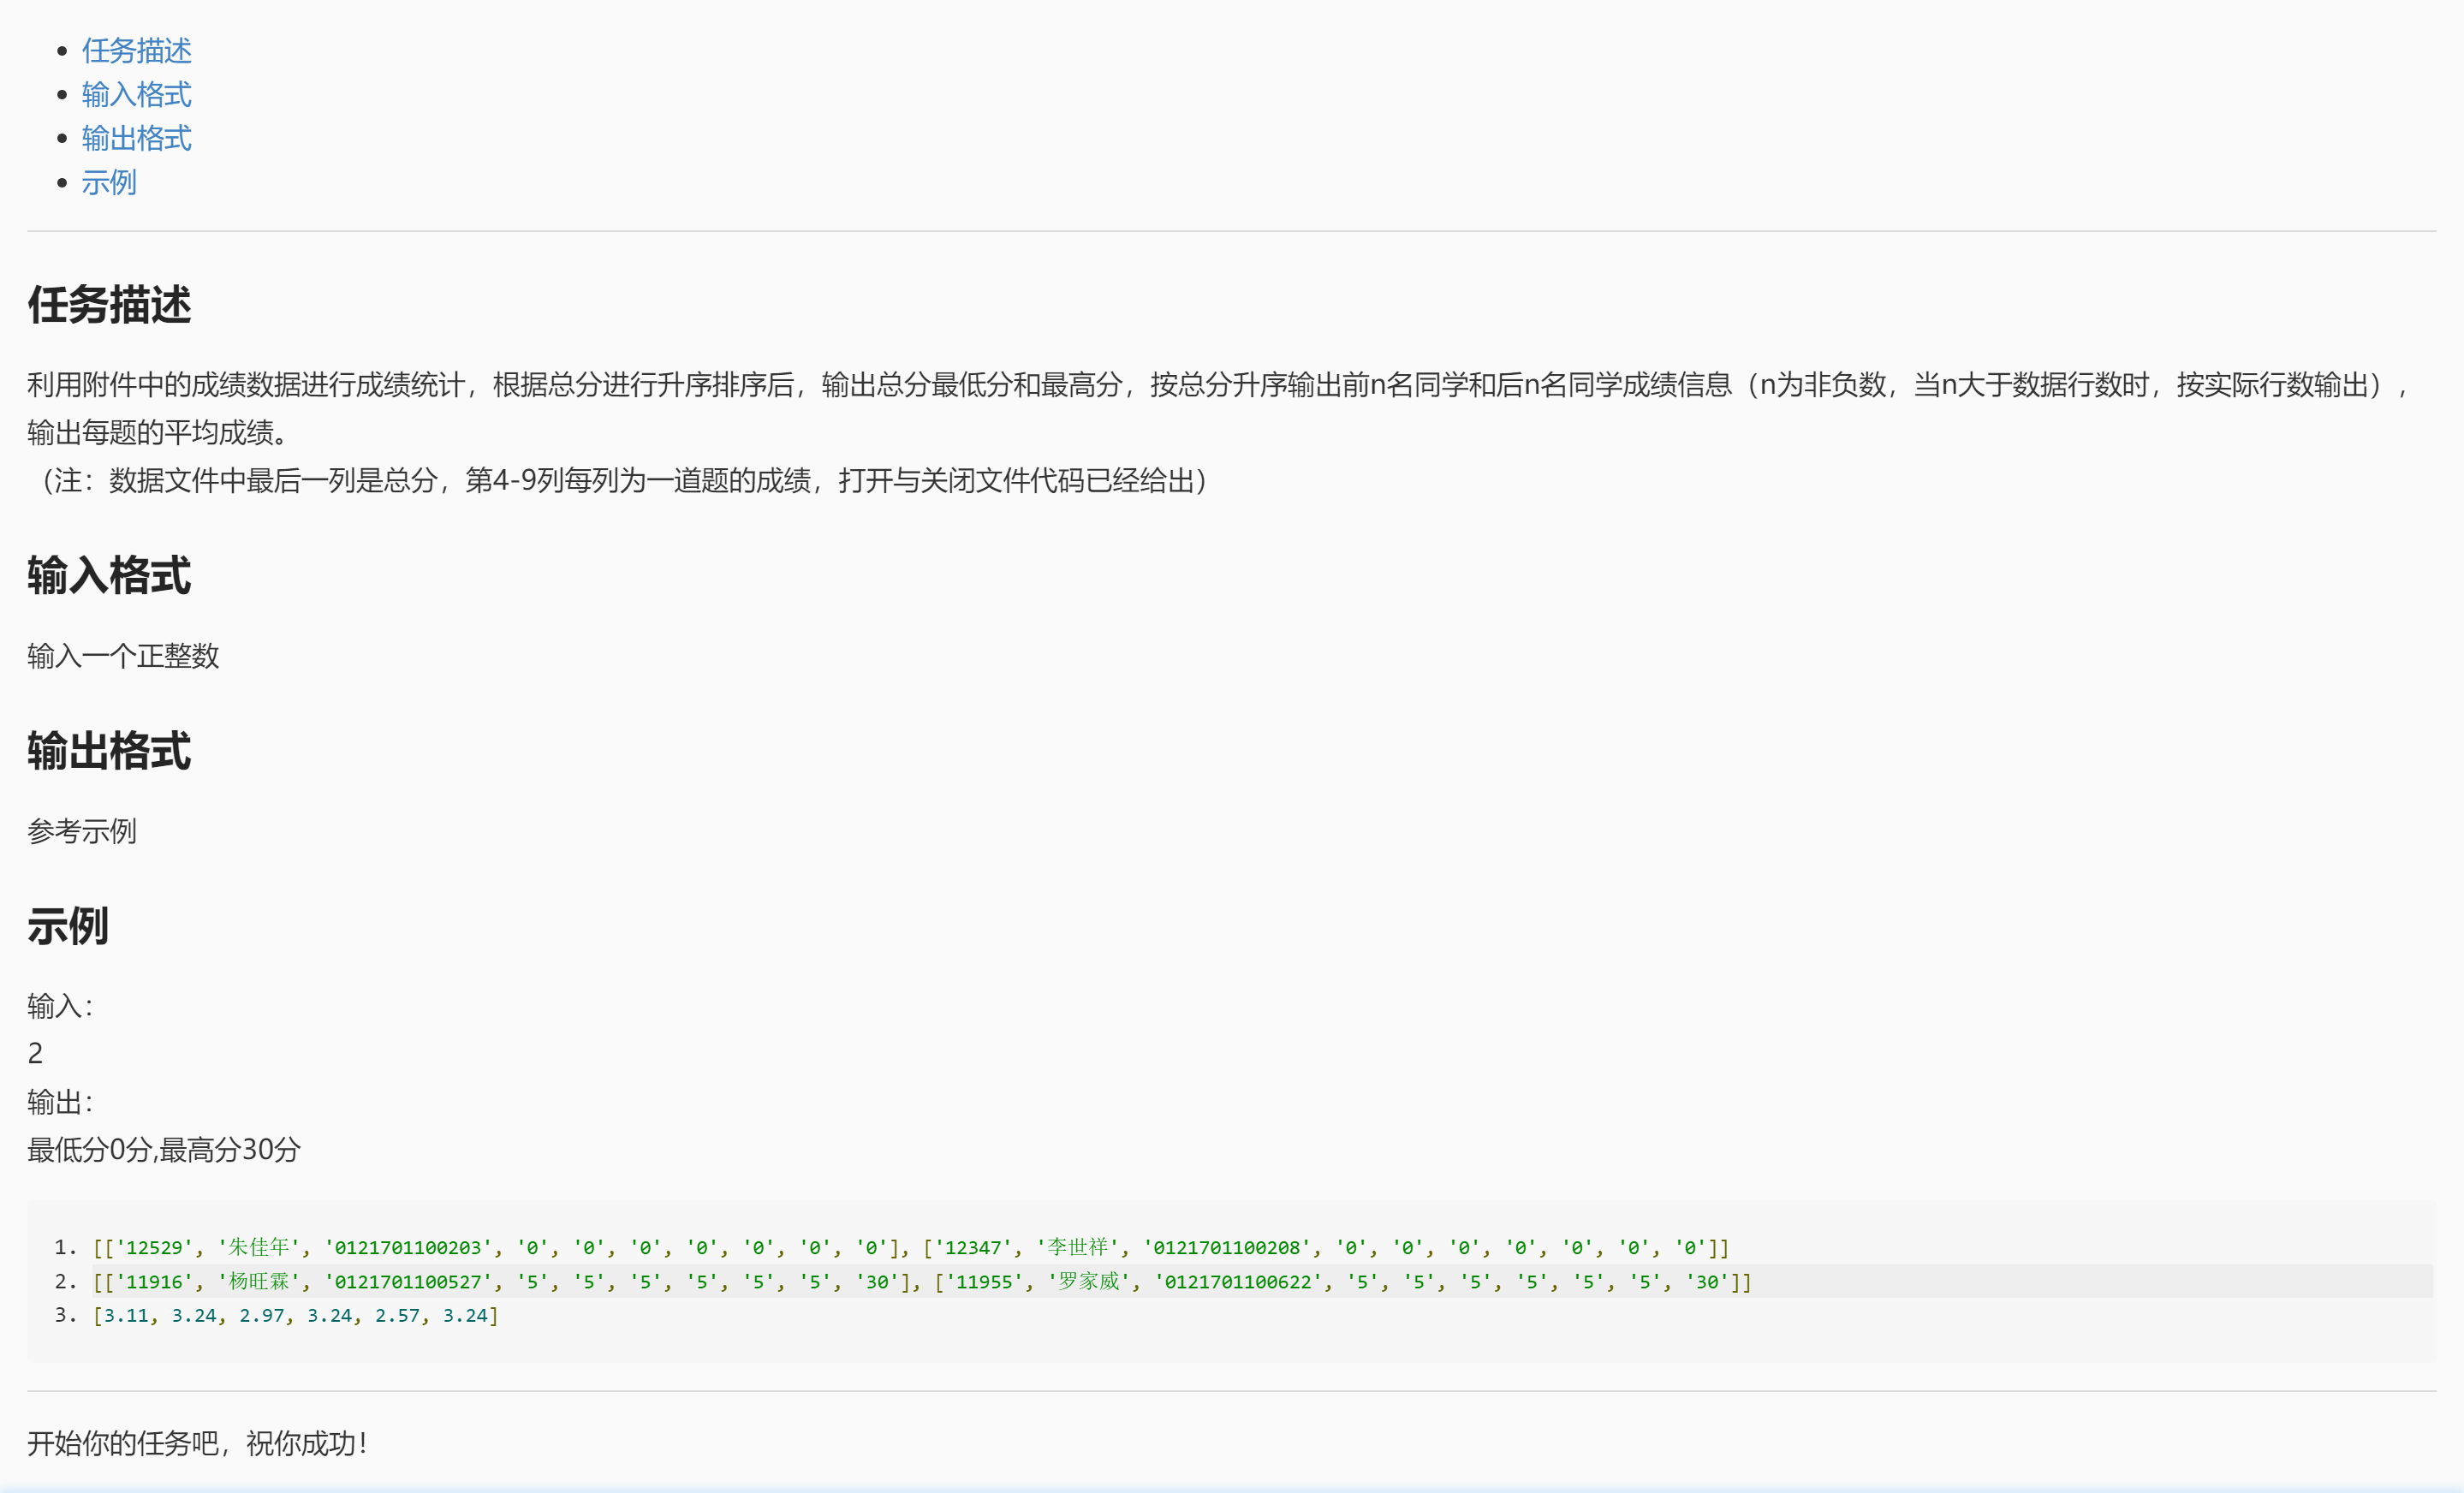 任务描述
输入格式
输出格式
示例
任务描述
利用附件中的成绩数据进行成绩统计，根据总分进行升序排序后，输出总分最低分和最高分，按总分升序输出前n名同学和后n名同学成绩信息（n为非负数，当n大于数据行数时，按实际行数输出），
输出每题的平均成绩。
（注：数据文件中最后一列是总分，第4-9列每列为一道题的成绩，打开与关闭文件代码已经给出）
输入格式
输入一个正整数
输出格式
参考示例
示例
输入：
2
输出：
最低分0分,最高分30分
1. [['12529', '朱佳年', '0121701100203', '0', '0', '0', '0', '0', '0', '0'], ['12347', '李世祥', '0121701100208', '0', '0', '0', '0', '0', '0', '0']]
2. [['11916', '杨旺霖', '0121701100527', '5', '5', '5', '5', '5', '5', '30'], ['11955', '罗家威', '0121701100622', '5', '5', '5', '5', '5', '5', '30']]
3. [3.11, 3.24, 2.97, 3.24, 2.57, 3.24]
开始你的任务吧，祝你成功！